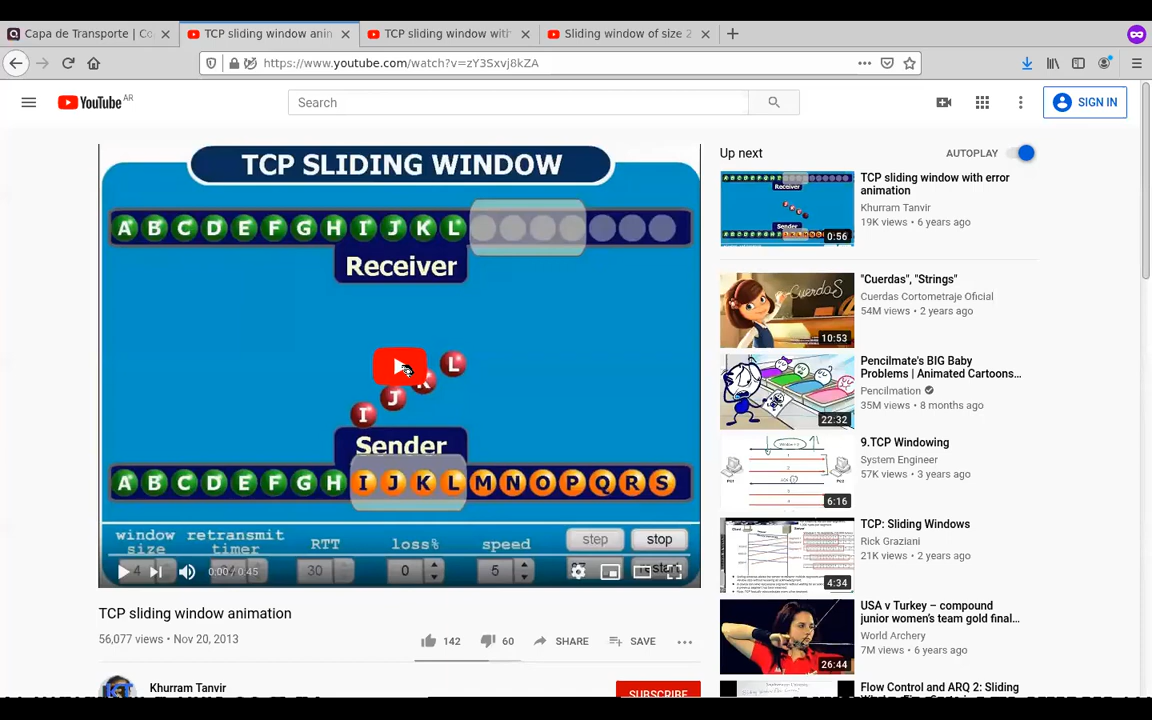 Capa de Transporte | Co
TCP sliding window anin
TCP sliding window with
Sliding window of size 2
https://www.youtube.com/watch?v=zY3Sxvj8kZA
YouTube AR
Search
SIGN IN
TCP SLIDING WINDOW
A B C D E F G H I J K L
Receiver
L
K
J
I
Sender
A B C D E F G H I J K L M N O P Q R S
window size
retransmit timer
RTT
loss%
speed
step
stop
4
30
0
5
restart
0:00 / 0:45
TCP sliding window animation
56,077 views • Nov 20, 2013
142
60
SHARE
SAVE
Khurram Tanvir
SUBSCRIBE
Up next
AUTOPLAY
Receiver
Sender
0:56
TCP sliding window with error
animation
Khurram Tanvir
19K views • 6 years ago
CuerdaS
10:53
"Cuerdas", "Strings"
Cuerdas Cortometraje Oficial
54M views • 2 years ago
22:32
Pencilmate's BIG Baby
Problems | Animated Cartoons...
Pencilmation
35M views • 8 months ago
6:16
9.TCP Windowing
System Engineer
57K views • 3 years ago
4:34
TCP: Sliding Windows
Rick Graziani
21K views • 2 years ago
26:44
USA v Turkey – compound
junior women's team gold final...
World Archery
7M views • 6 years ago
Flow Control and ARQ 2: Sliding